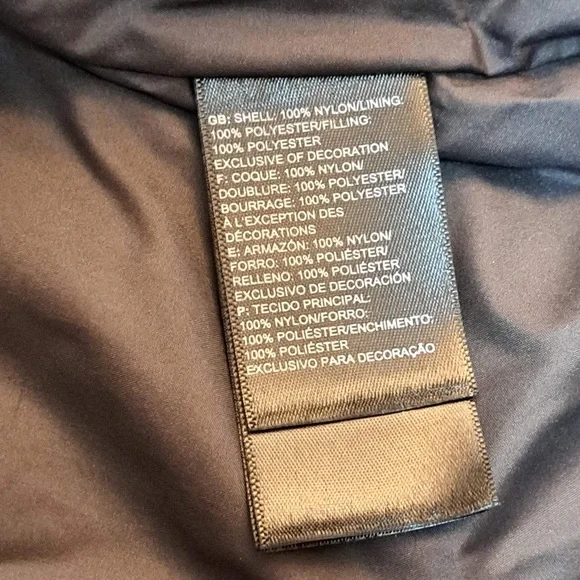 GB: SHELL: 100% NYLON/LINING:
100% POLYESTER/FILLING:
100% POLYESTER
EXCLUSIVE OF DECORATION
F: COQUE: 100% NYLON/
DOUBLURE: 100% POLYESTER/
BOURRAGE: 100% POLYESTER/
À L'EXCEPTION DES
DÉCORATIONS
E: ARMAZÓN: 100% NYLON/
FORRO: 100% POLIÉSTER/
RELLENO: 100% POLIÉSTER
EXCLUSIVO DE DECORACIÓN
P: TECIDO PRINCIPAL:
100% NYLON/FORRO:
100% POLIÉSTER/ENCHIMENTO:
100% POLIÉSTER
EXCLUSIVO PARA DECORAÇÃO